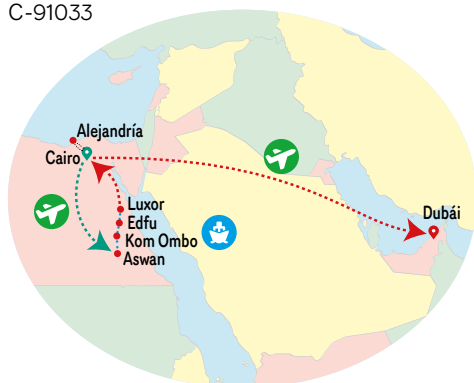 C-91033
Alejandría
Cairo
Luxor
Edfu
Kom Ombo
Aswan
Dubái